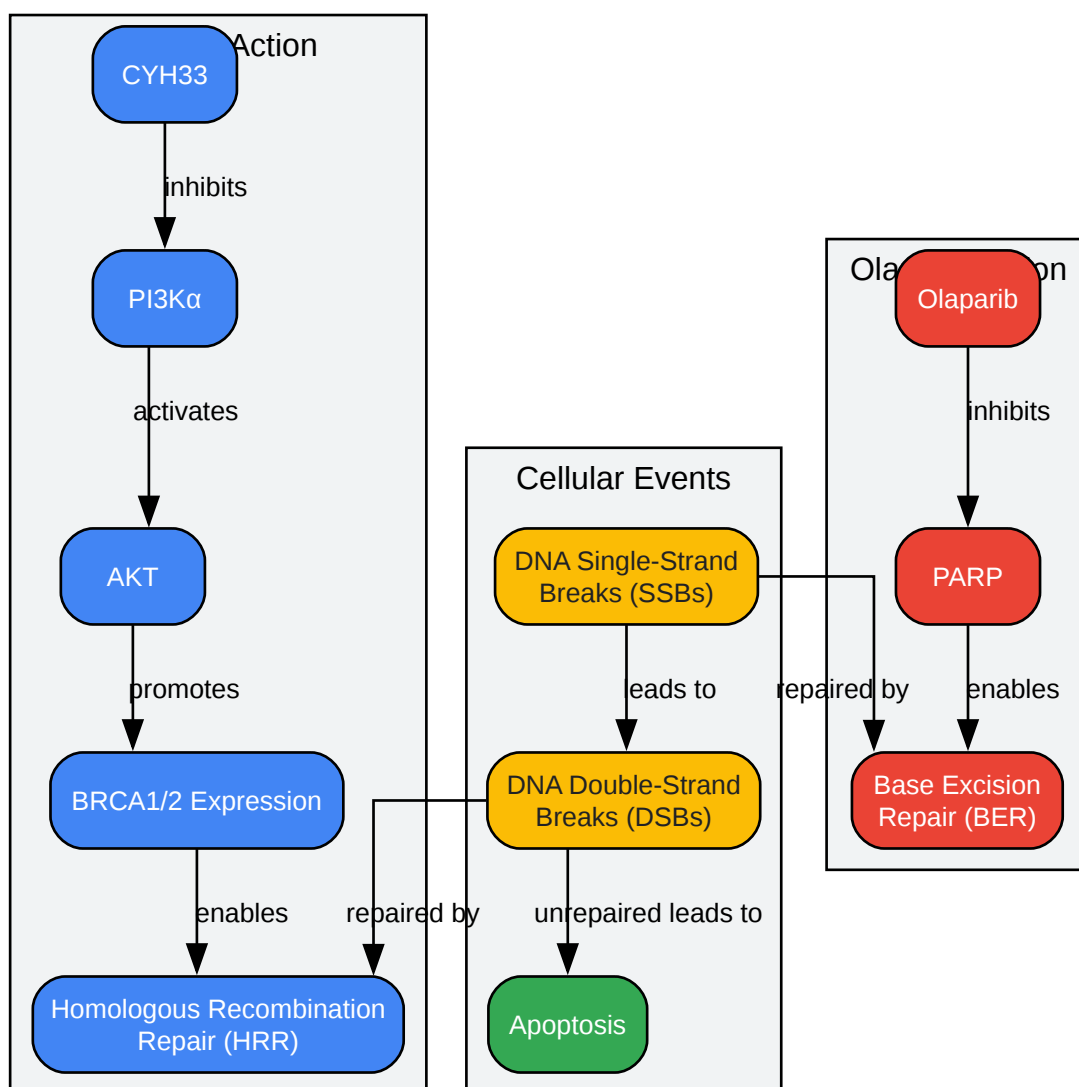 Action
CYH33
inhibits
PI3Kα
activates
AKT
promotes
BRCA1/2 Expression
enables
Homologous Recombination
Repair (HRR)
repaired by
Cellular Events
DNA Single-Strand
Breaks (SSBs)
leads to
DNA Double-Strand
Breaks (DSBs)
unrepaired leads to
Apoptosis
repaired by
Olaparib
inhibits
PARP
enables
Base Excision
Repair (BER)